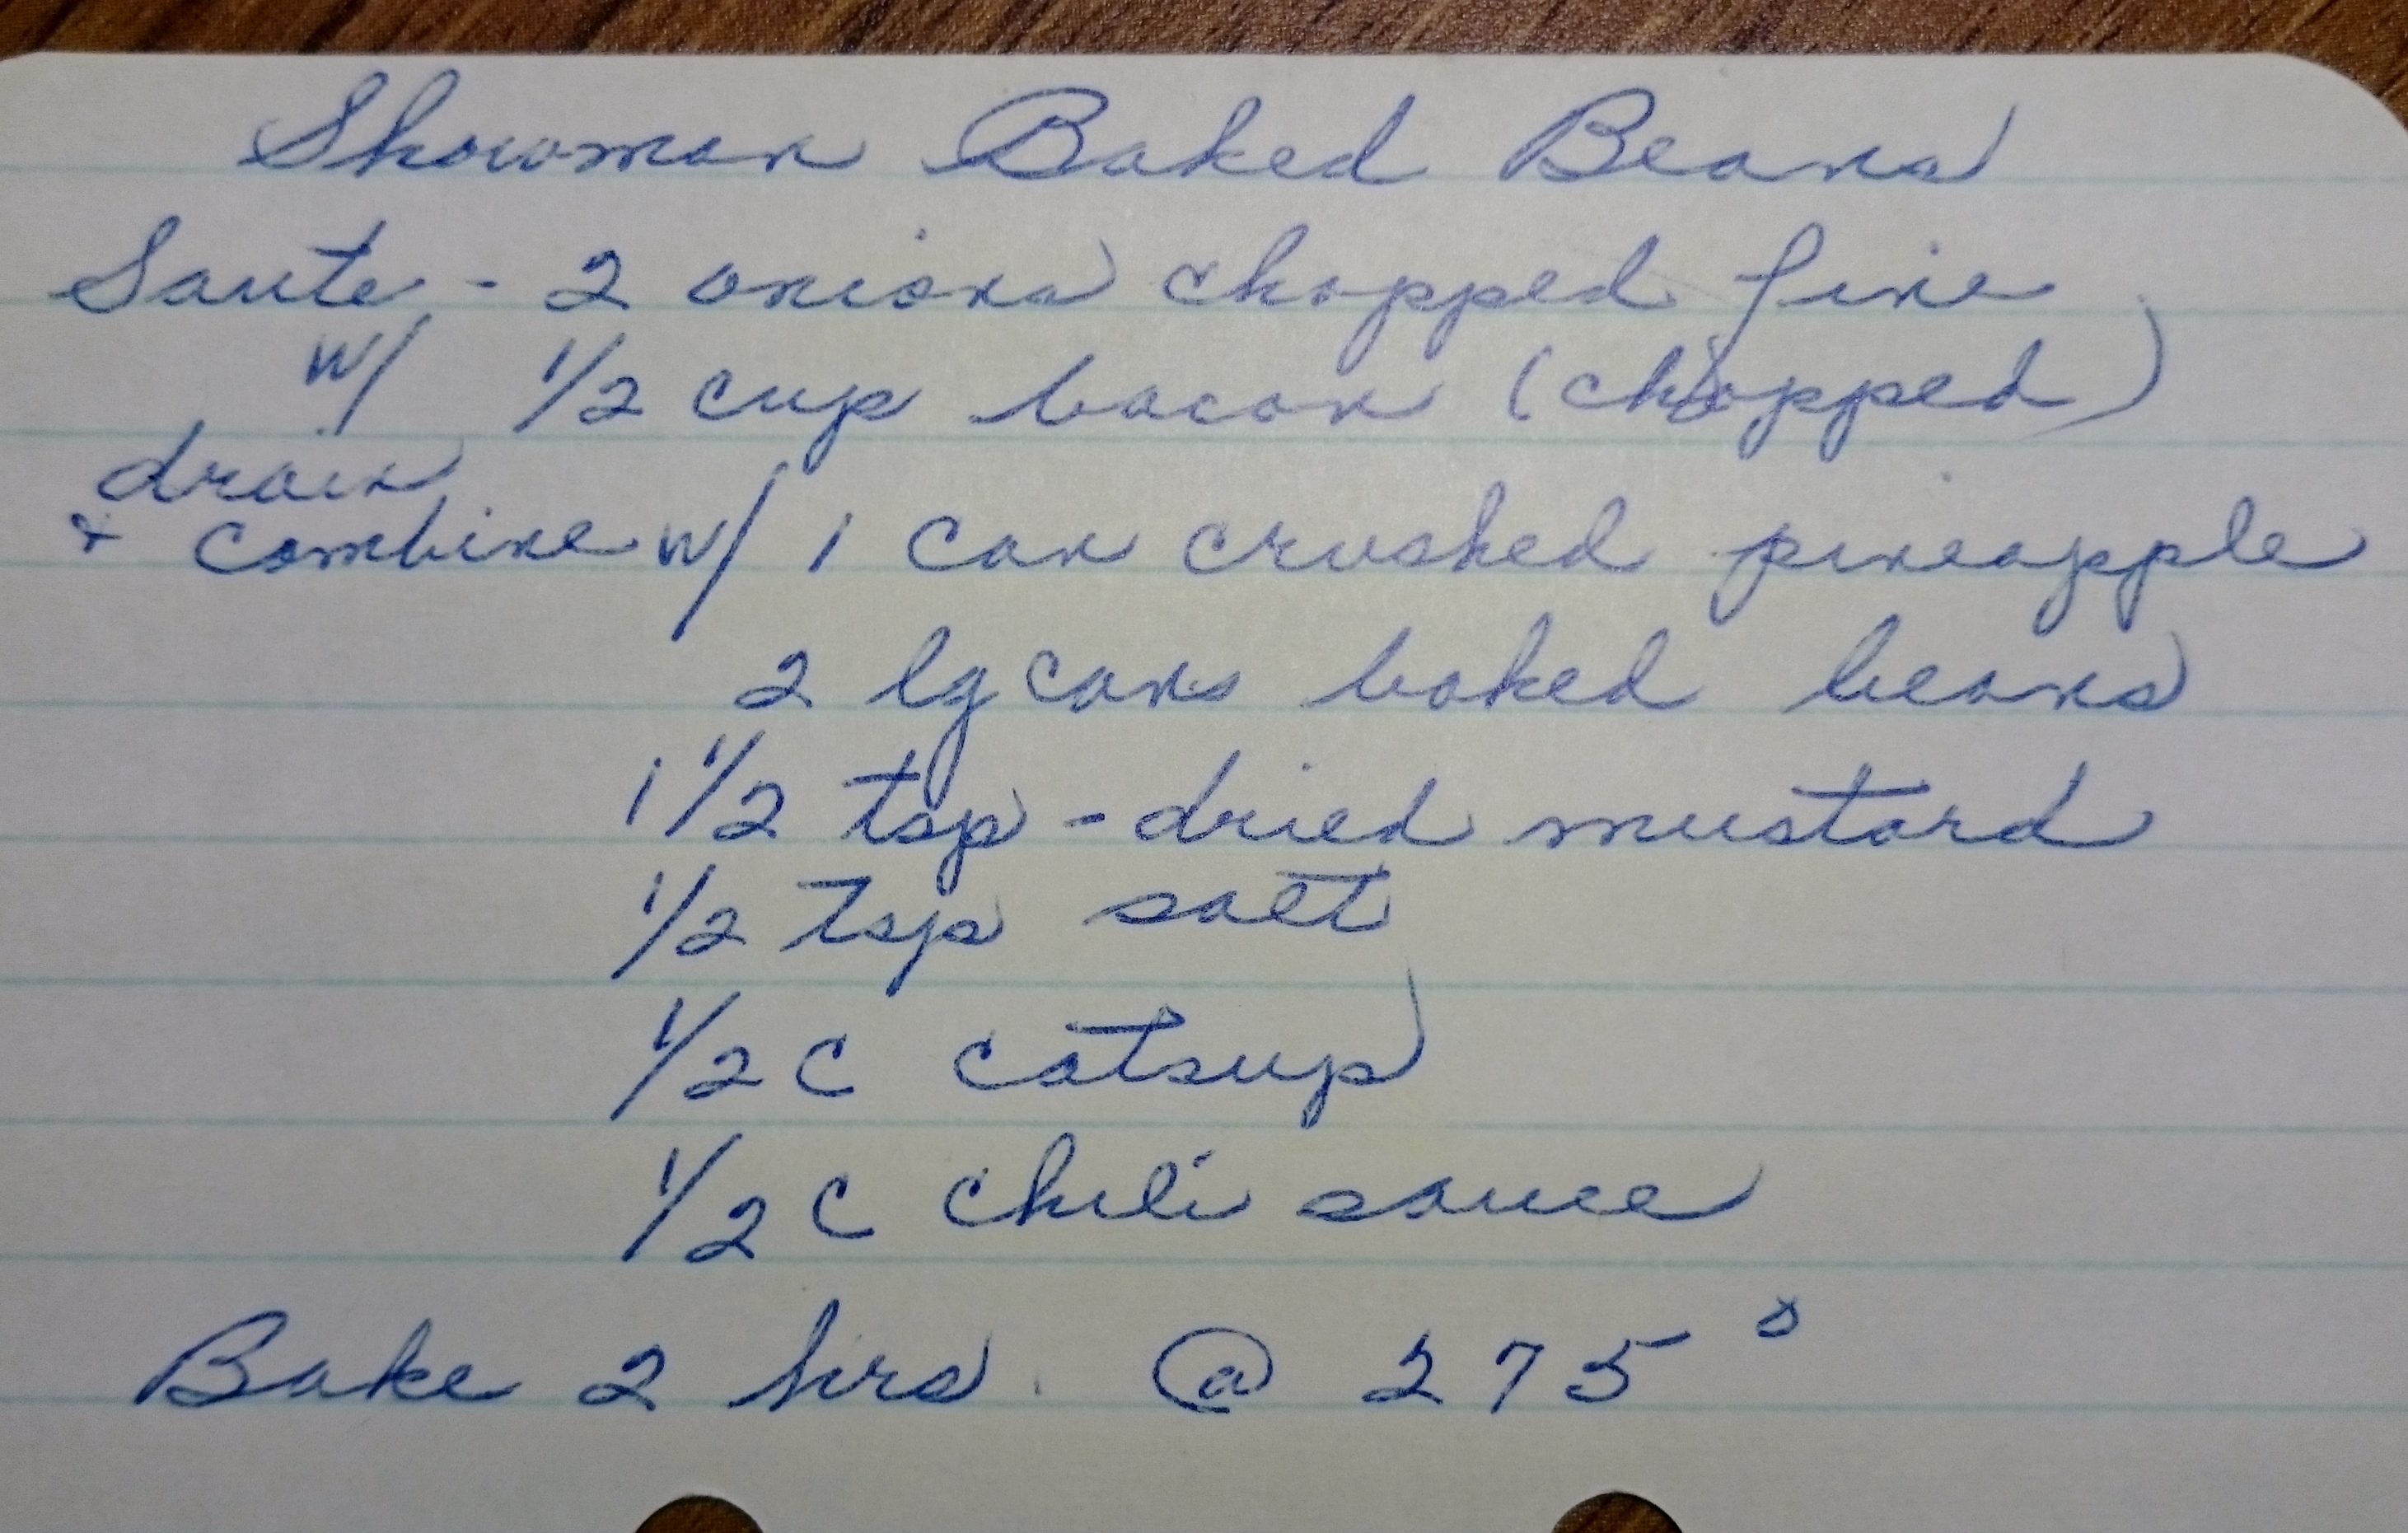 Showman Baked Beans
Saute - 2 onions chopped fine
w/ 1/2 cup bacon (chopped)
drain
+ combine w/ 1 can crushed pineapple
2 lg cans baked beans
1 1/2 tsp - dried mustard
1/2 tsp salt
1/2 C catsup
1/2 C chili sauce
Bake 2 hrs. @ 275°